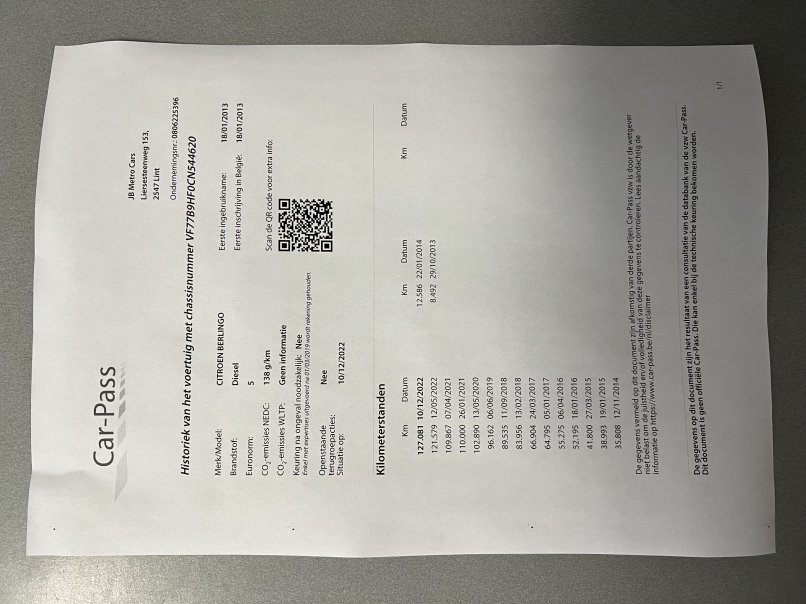 Car-Pass
JB Metro Cars
Liersesteenweg 153,
2547 Lint
Ondernemingsnr.: 0806225396
Historiek van het voertuig met chassisnummer VF77B9HF0CN544620
Merk/Model: CITROEN BERLINGO
Brandstof: Diesel
Euronorm: 5
CO2-emissies NEDC: 138 g/km
CO2-emissies WLTP: Geen informatie
Keuring na ongeval noodzakelijk: Nee
Enkel met expertises uitgevoerd na 01/03/2019 wordt rekening gehouden.
Openstaande Nee
terugroepacties:
Situatie op: 10/12/2022
Eerste ingebruikname: 18/01/2013
Eerste inschrijving in België: 18/01/2013
Scan de QR code voor extra info:
Kilometerstanden
Km Datum
127.081 10/12/2022
121.579 12/05/2022
109.867 07/04/2021
110.000 26/01/2021
102.890 13/05/2020
96.162 06/06/2019
89.535 11/09/2018
83.956 13/02/2018
66.904 24/03/2017
64.795 05/01/2017
55.275 06/04/2016
52.195 18/01/2016
41.800 27/03/2015
38.993 19/01/2015
35.808 12/11/2014
Km Datum
12.586 22/01/2014
8.492 29/10/2013
Km Datum
De gegevens vermeld op dit document zijn afkomstig van derde partijen. Car-Pass vzw is door de wetgever
niet belast om de juistheid en/of volledigheid van deze gegevens te controleren. Lees aandachtig de
informatie op https://www.car-pass.be/nl/disclaimer
De gegevens op dit document zijn het resultaat van een consultatie van de databank van de vzw Car-Pass.
Dit document is geen officiële Car-Pass. Die kan enkel bij de technische keuring bekomen worden.
1/1